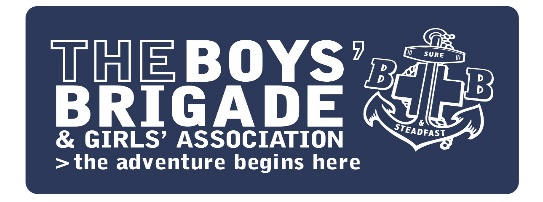 THE BOYS'
BRIGADE
& GIRLS' ASSOCIATION
> the adventure begins here
SURE
B B
&
STEADFAST